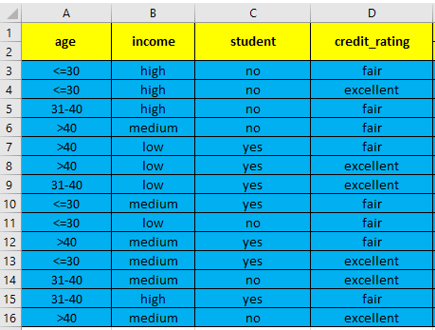 A B C D
1 age income student credit_rating
2
3 <=30 high no fair
4 <=30 high no excellent
5 31-40 high no fair
6 >40 medium no fair
7 >40 low yes fair
8 >40 low yes excellent
9 31-40 low yes excellent
10 <=30 medium yes fair
11 <=30 low no fair
12 >40 medium yes fair
13 <=30 medium yes excellent
14 31-40 medium no excellent
15 31-40 high yes fair
16 >40 medium no excellent